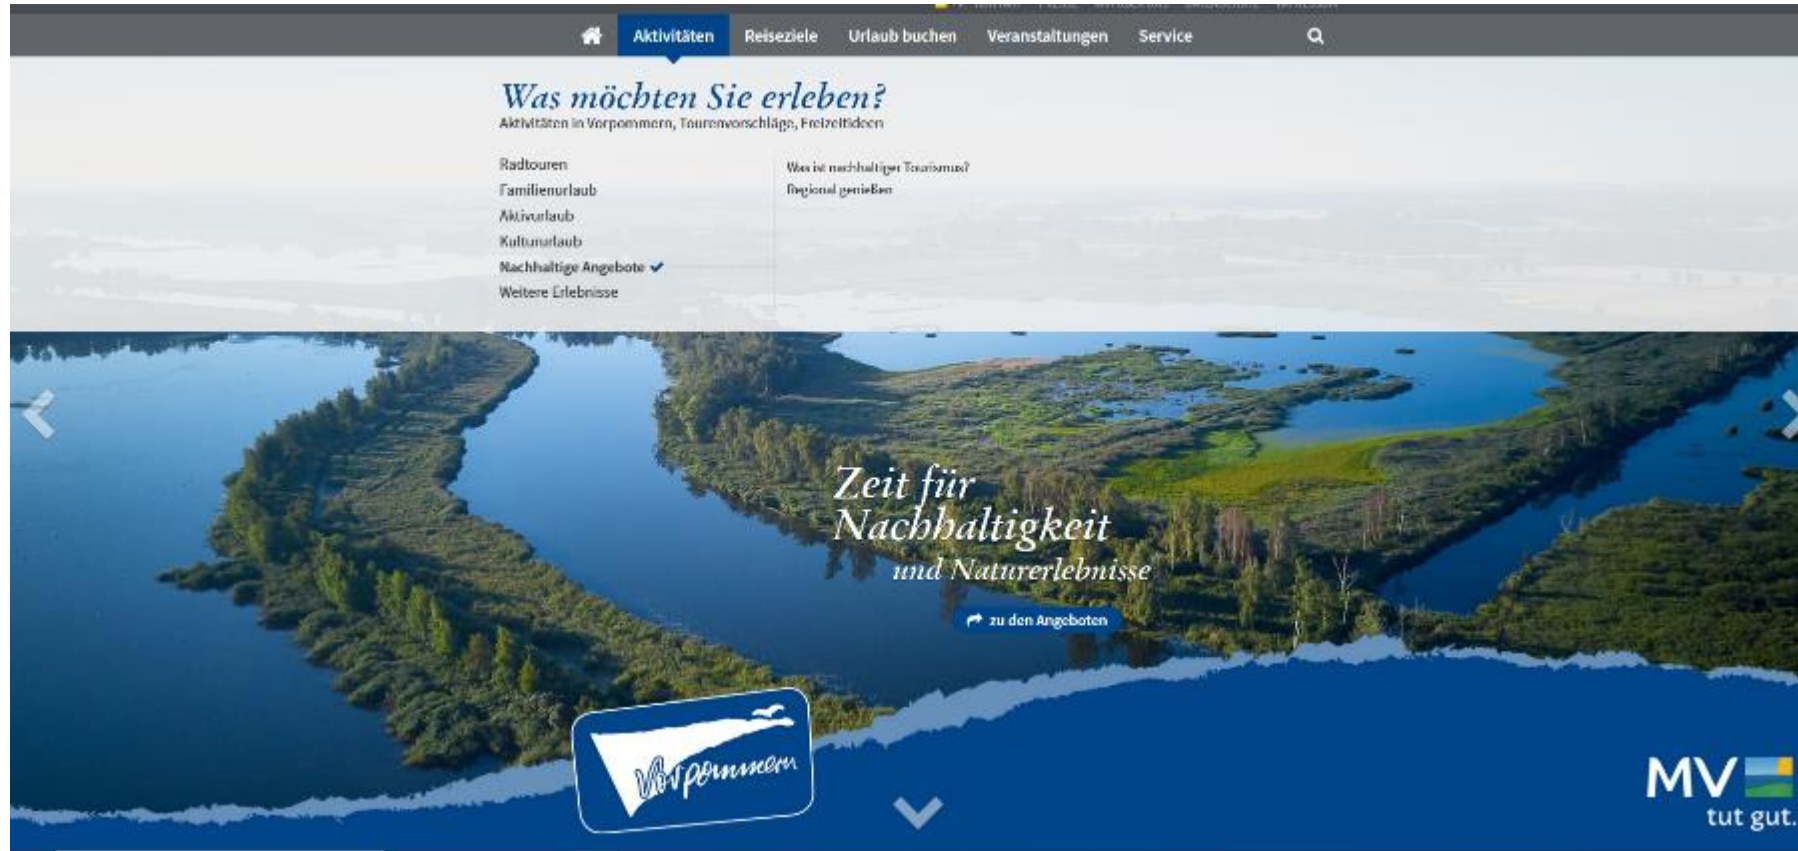 Aktivitäten Reiseziele Urlaub buchen Veranstaltungen Service
Was möchten Sie erleben?
Aktivitäten in Vorpommern, Tourenvorschläge, Freizeitideen
Radtouren
Familienurlaub
Aktivurlaub
Kultururlaub
Nachhaltige Angebote
Weitere Erlebnisse
Was ist nachhaltiger Tourismus?
Regional genießen
Zeit für
Nachhaltigkeit
und Naturerlebnisse
zu den Angeboten
Vorpommern
MV
tut gut.